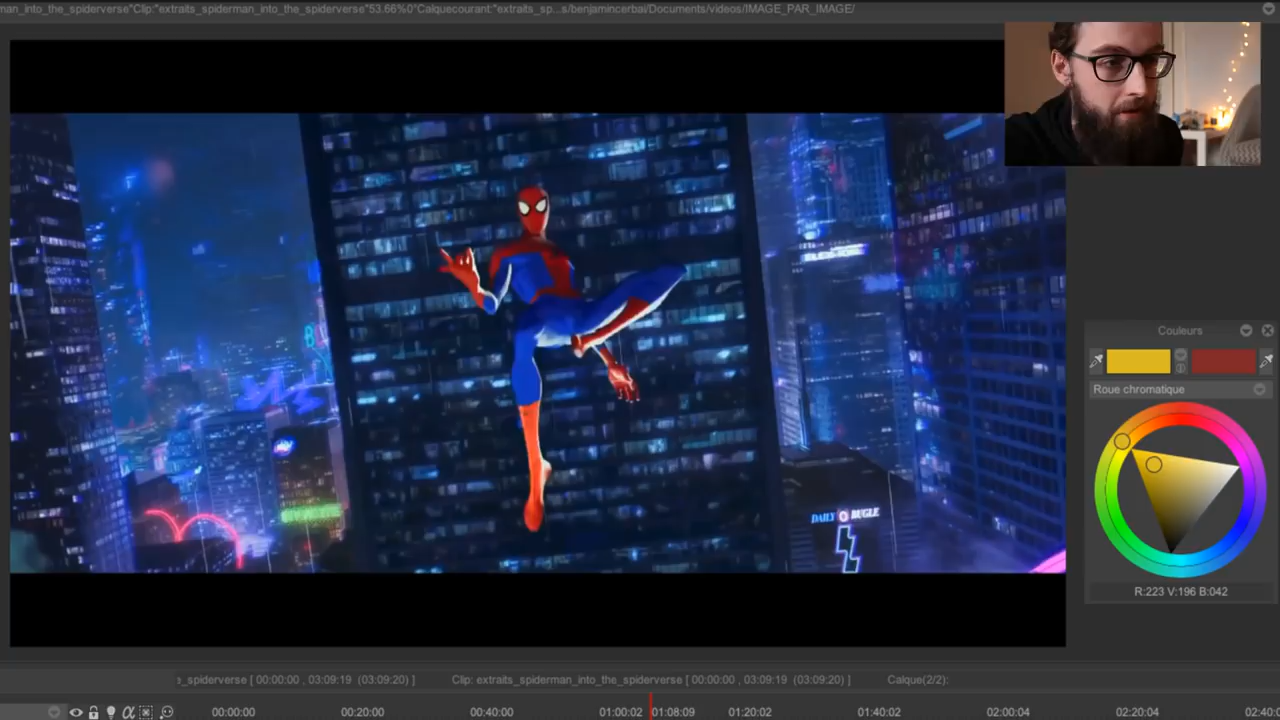 man_into_the_spiderverse"Clip:"extraits_spiderman_into_the_spiderverse"53.66%0"Calquecourant:"extraits_sp...s/benjamincerbai/Documents/videos/IMAGE_PAR_IMAGE/
DAILY BUGLE
Couleurs
Roue chromatique
R:223 V:196 B:042
_spiderverse [ 00:00:00 , 03:09:19 (03:09:20) ] Clip: extraits_spiderman_into_the_spiderverse [ 00:00:00 , 03:09:19 (03:09:20) ] Calque(2/2):
00:00:00 00:20:00 00:40:00 01:00:02 01:08:09 01:20:02 01:40:02 02:00:04 02:20:04 02:40:0